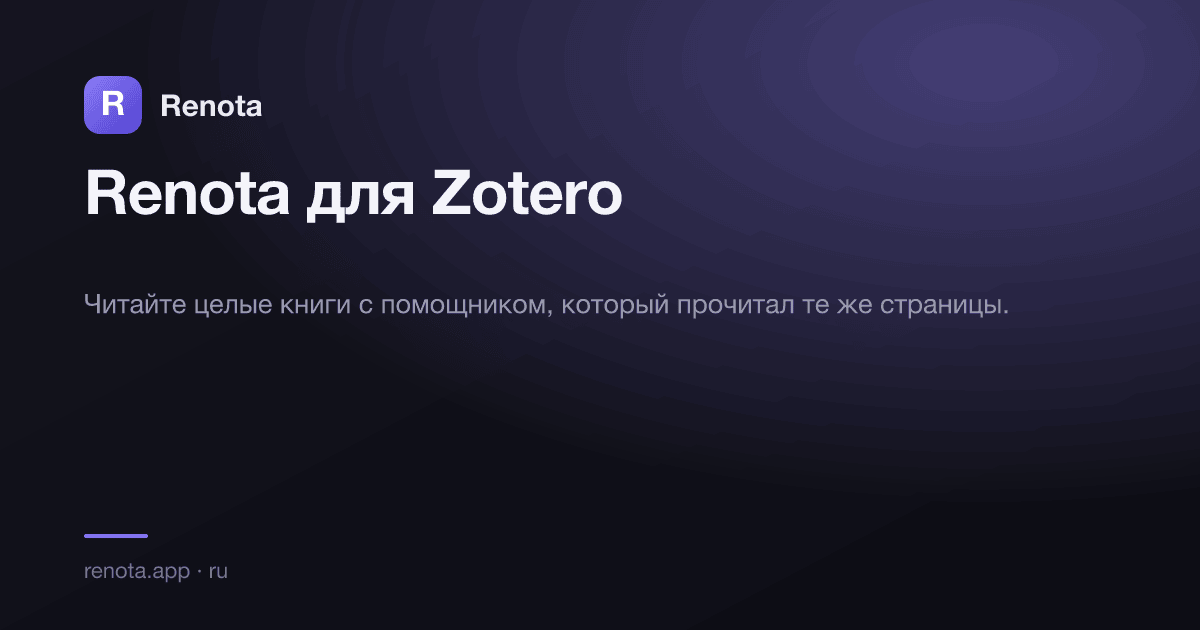 R
Renota
Renota для Zotero
Читайте целые книги с помощником, который прочитал те же страницы.
renota.app · ru